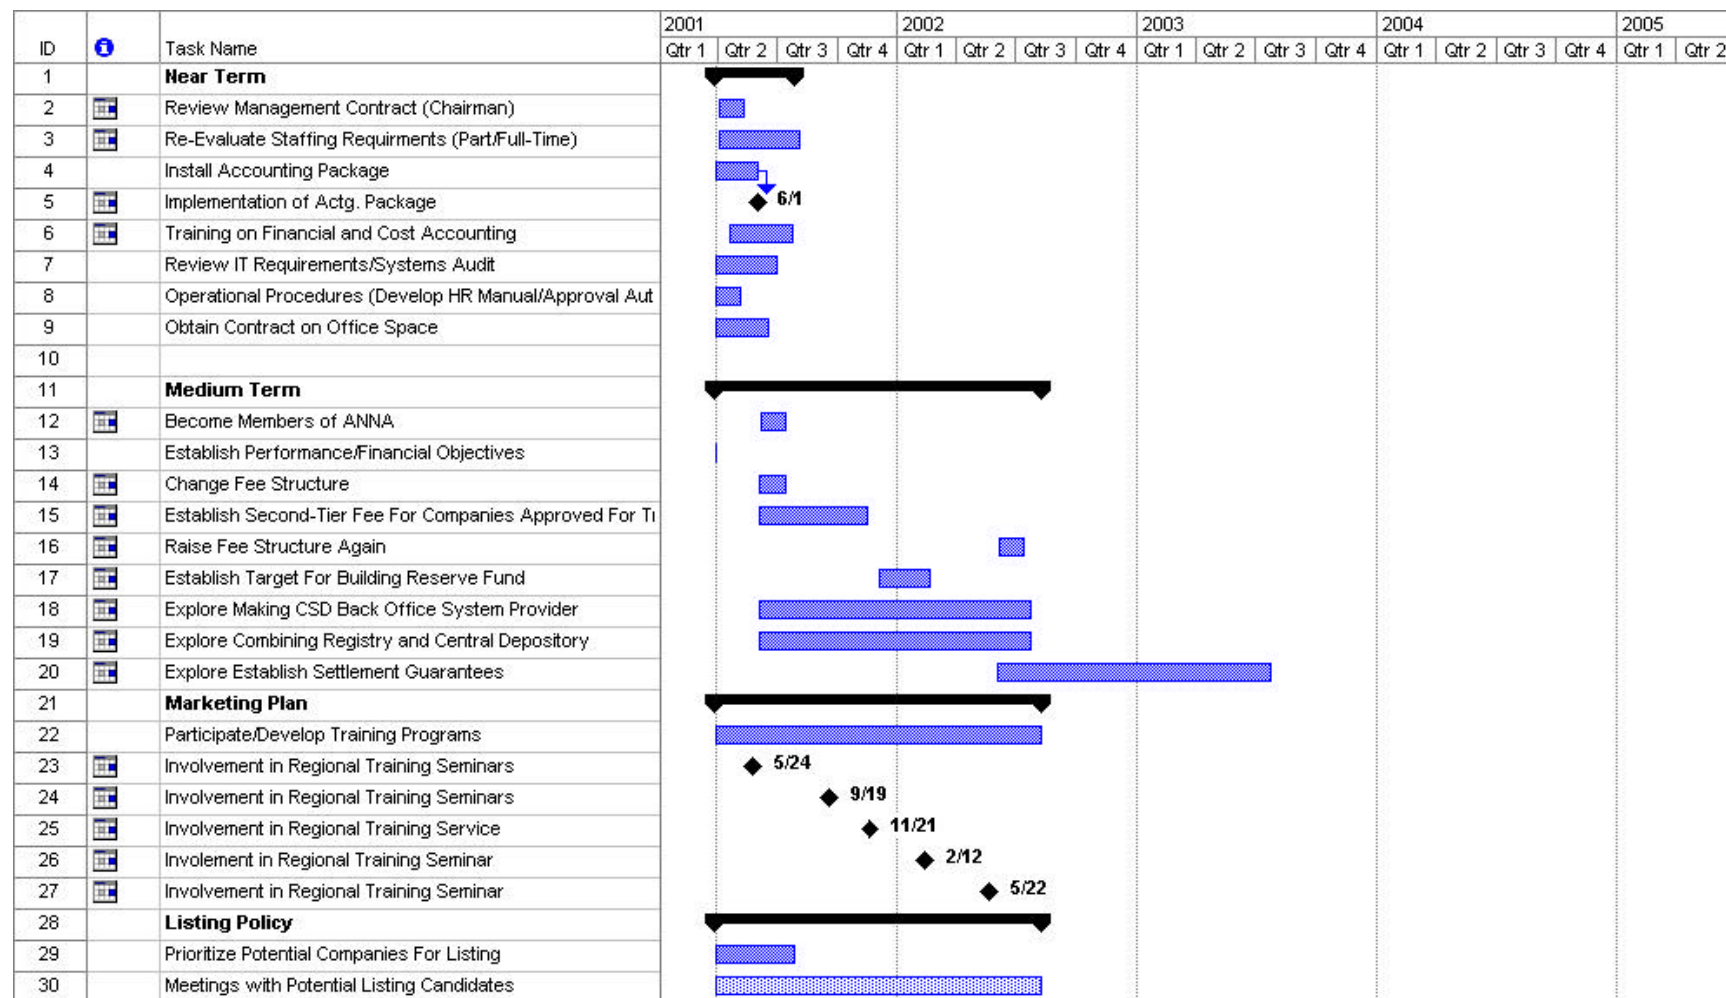 2001 2002 2003 2004 2005
ID Task Name Qtr 1 Qtr 2 Qtr 3 Qtr 4 Qtr 1 Qtr 2 Qtr 3 Qtr 4 Qtr 1 Qtr 2 Qtr 3 Qtr 4 Qtr 1 Qtr 2 Qtr 3 Qtr 4 Qtr 1 Qtr 2
1 Near Term
2 Review Management Contract (Chairman)
3 Re-Evaluate Staffing Requirments (Part/Full-Time)
4 Install Accounting Package
5 Implementation of Actg. Package 6/1
6 Training on Financial and Cost Accounting
7 Review IT Requirements/Systems Audit
8 Operational Procedures (Develop HR Manual/Approval Aut
9 Obtain Contract on Office Space
10
11 Medium Term
12 Become Members of ANNA
13 Establish Performance/Financial Objectives
14 Change Fee Structure
15 Establish Second-Tier Fee For Companies Approved For Tr
16 Raise Fee Structure Again
17 Establish Target For Building Reserve Fund
18 Explore Making CSD Back Office System Provider
19 Explore Combining Registry and Central Depository
20 Explore Establish Settlement Guarantees
21 Marketing Plan
22 Participate/Develop Training Programs
23 Involvement in Regional Training Seminars 5/24
24 Involvement in Regional Training Seminars 9/19
25 Involvement in Regional Training Service 11/21
26 Involement in Regional Training Seminar 2/12
27 Involvement in Regional Training Seminar 5/22
28 Listing Policy
29 Prioritize Potential Companies For Listing
30 Meetings with Potential Listing Candidates